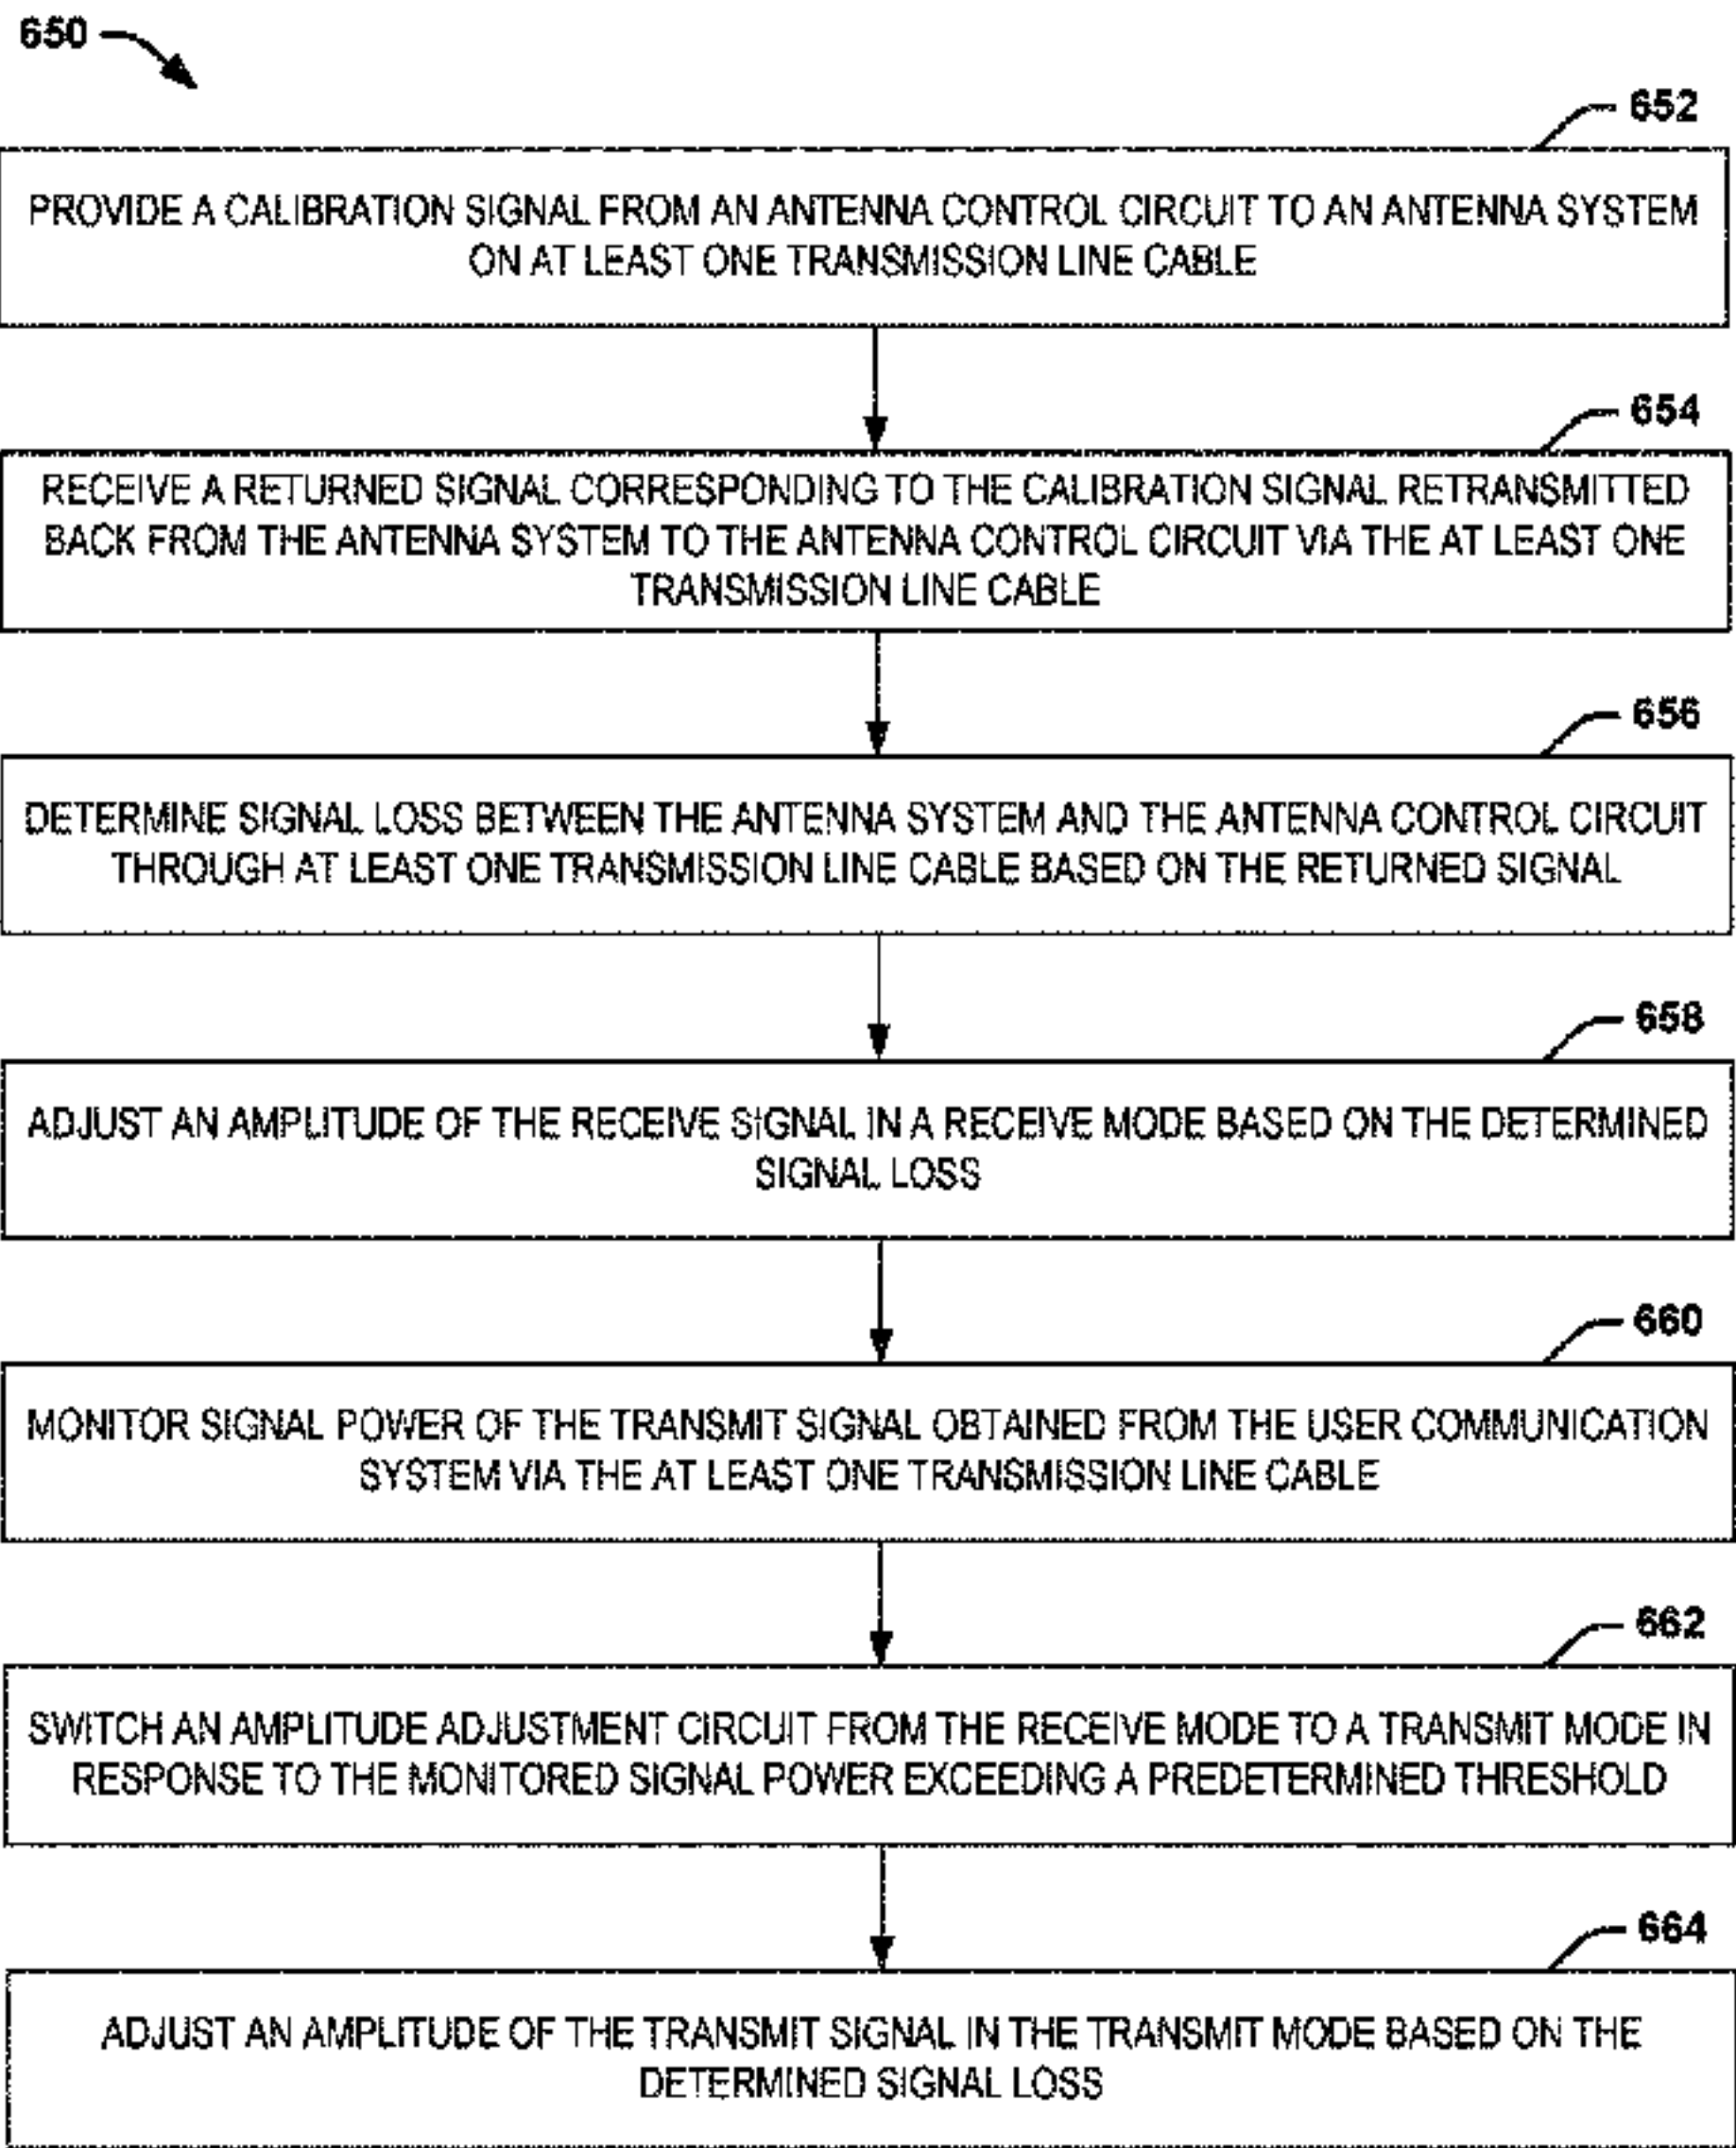 650
652
PROVIDE A CALIBRATION SIGNAL FROM AN ANTENNA CONTROL CIRCUIT TO AN ANTENNA SYSTEM
ON AT LEAST ONE TRANSMISSION LINE CABLE
654
RECEIVE A RETURNED SIGNAL CORRESPONDING TO THE CALIBRATION SIGNAL RETRANSMITTED
BACK FROM THE ANTENNA SYSTEM TO THE ANTENNA CONTROL CIRCUIT VIA THE AT LEAST ONE
TRANSMISSION LINE CABLE
656
DETERMINE SIGNAL LOSS BETWEEN THE ANTENNA SYSTEM AND THE ANTENNA CONTROL CIRCUIT
THROUGH AT LEAST ONE TRANSMISSION LINE CABLE BASED ON THE RETURNED SIGNAL
658
ADJUST AN AMPLITUDE OF THE RECEIVE SIGNAL IN A RECEIVE MODE BASED ON THE DETERMINED
SIGNAL LOSS
660
MONITOR SIGNAL POWER OF THE TRANSMIT SIGNAL OBTAINED FROM THE USER COMMUNICATION
SYSTEM VIA THE AT LEAST ONE TRANSMISSION LINE CABLE
662
SWITCH AN AMPLITUDE ADJUSTMENT CIRCUIT FROM THE RECEIVE MODE TO A TRANSMIT MODE IN
RESPONSE TO THE MONITORED SIGNAL POWER EXCEEDING A PREDETERMINED THRESHOLD
664
ADJUST AN AMPLITUDE OF THE TRANSMIT SIGNAL IN THE TRANSMIT MODE BASED ON THE
DETERMINED SIGNAL LOSS